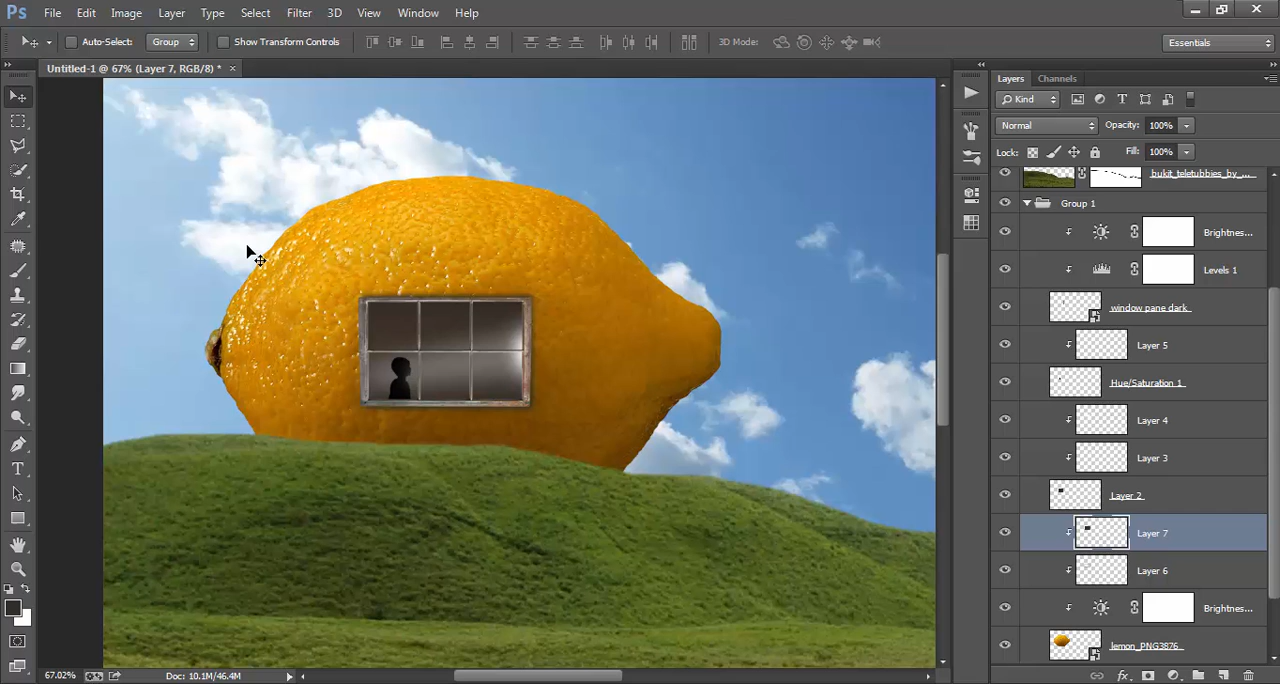 Ps File Edit Image Layer Type Select Filter 3D View Window Help
Auto-Select: Group Show Transform Controls 3D Mode: Essentials
Untitled-1 @ 67% (Layer 7, RGB/8) * ×
Layers Channels
Kind
Normal Opacity: 100%
Lock: Fill: 100%
bukit_teletubbies_by_...
Group 1
Brightnes...
Levels 1
window pane dark
Layer 5
Hue/Saturation 1
Layer 4
Layer 3
Layer 2
Layer 7
Layer 6
Brightnes...
lemon_PNG3876
67.02% Doc: 10.1M/46.4M
fx